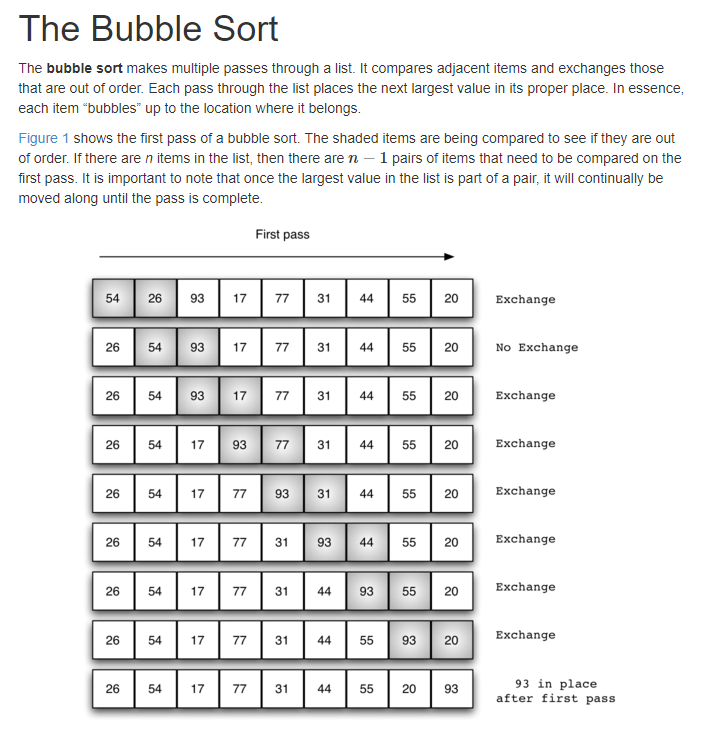 The Bubble Sort
The bubble sort makes multiple passes through a list. It compares adjacent items and exchanges those
that are out of order. Each pass through the list places the next largest value in its proper place. In essence,
each item “bubbles” up to the location where it belongs.
Figure 1 shows the first pass of a bubble sort. The shaded items are being compared to see if they are out
of order. If there are n items in the list, then there are n − 1 pairs of items that need to be compared on the
first pass. It is important to note that once the largest value in the list is part of a pair, it will continually be
moved along until the pass is complete.
First pass
54 26 93 17 77 31 44 55 20 Exchange
26 54 93 17 77 31 44 55 20 No Exchange
26 54 93 17 77 31 44 55 20 Exchange
26 54 17 93 77 31 44 55 20 Exchange
26 54 17 77 93 31 44 55 20 Exchange
26 54 17 77 31 93 44 55 20 Exchange
26 54 17 77 31 44 93 55 20 Exchange
26 54 17 77 31 44 55 93 20 Exchange
26 54 17 77 31 44 55 20 93 93 in place
after first pass